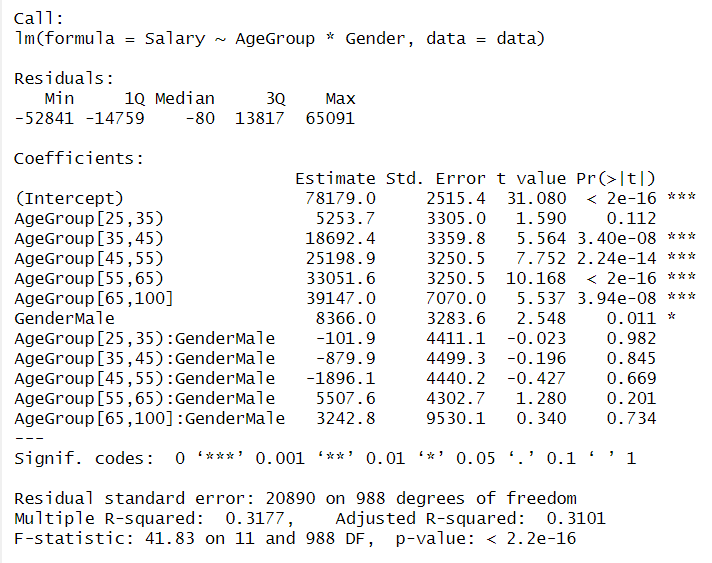 Call:
lm(formula = Salary ~ AgeGroup * Gender, data = data)
Residuals:
   Min     1Q Median     3Q    Max
-52841 -14759    -80  13817  65091
Coefficients:
                           Estimate Std. Error t value Pr(>|t|)
(Intercept)                 78179.0     2515.4  31.080  < 2e-16 ***
AgeGroup[25,35)              5253.7     3305.0   1.590    0.112
AgeGroup[35,45)             18692.4     3359.8   5.564 3.40e-08 ***
AgeGroup[45,55)             25198.9     3250.5   7.752 2.24e-14 ***
AgeGroup[55,65)             33051.6     3250.5  10.168  < 2e-16 ***
AgeGroup[65,100]            39147.0     7070.0   5.537 3.94e-08 ***
GenderMale                   8366.0     3283.6   2.548    0.011 *
AgeGroup[25,35):GenderMale   -101.9     4411.1  -0.023    0.982
AgeGroup[35,45):GenderMale   -879.9     4499.3  -0.196    0.845
AgeGroup[45,55):GenderMale  -1896.1     4440.2  -0.427    0.669
AgeGroup[55,65):GenderMale   5507.6     4302.7   1.280    0.201
AgeGroup[65,100]:GenderMale  3242.8     9530.1   0.340    0.734
---
Signif. codes:  0 ‘***’ 0.001 ‘**’ 0.01 ‘*’ 0.05 ‘.’ 0.1 ‘ ’ 1
Residual standard error: 20890 on 988 degrees of freedom
Multiple R-squared:  0.3177,    Adjusted R-squared:  0.3101
F-statistic: 41.83 on 11 and 988 DF,  p-value: < 2.2e-16